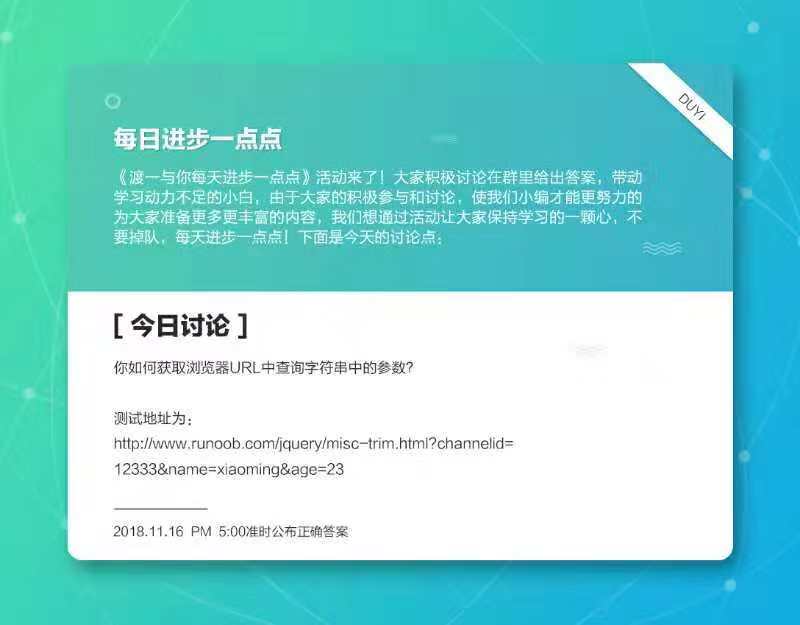 DUYI
每日进步一点点
《渡一与你每天进步一点点》活动来了！大家积极讨论在群里给出答案，带动
学习动力不足的小白，由于大家的积极参与和讨论，使我们小编才能更努力的
为大家准备更多更丰富的内容，我们想通过活动让大家保持学习的一颗心，不
要掉队，每天进步一点点！下面是今天的讨论点：
[ 今日讨论 ]
你如何获取浏览器URL中查询字符串中的参数？
测试地址为：
http://www.runoob.com/jquery/misc-trim.html?channelid=
12333&name=xiaoming&age=23
2018.11.16 PM 5:00准时公布正确答案